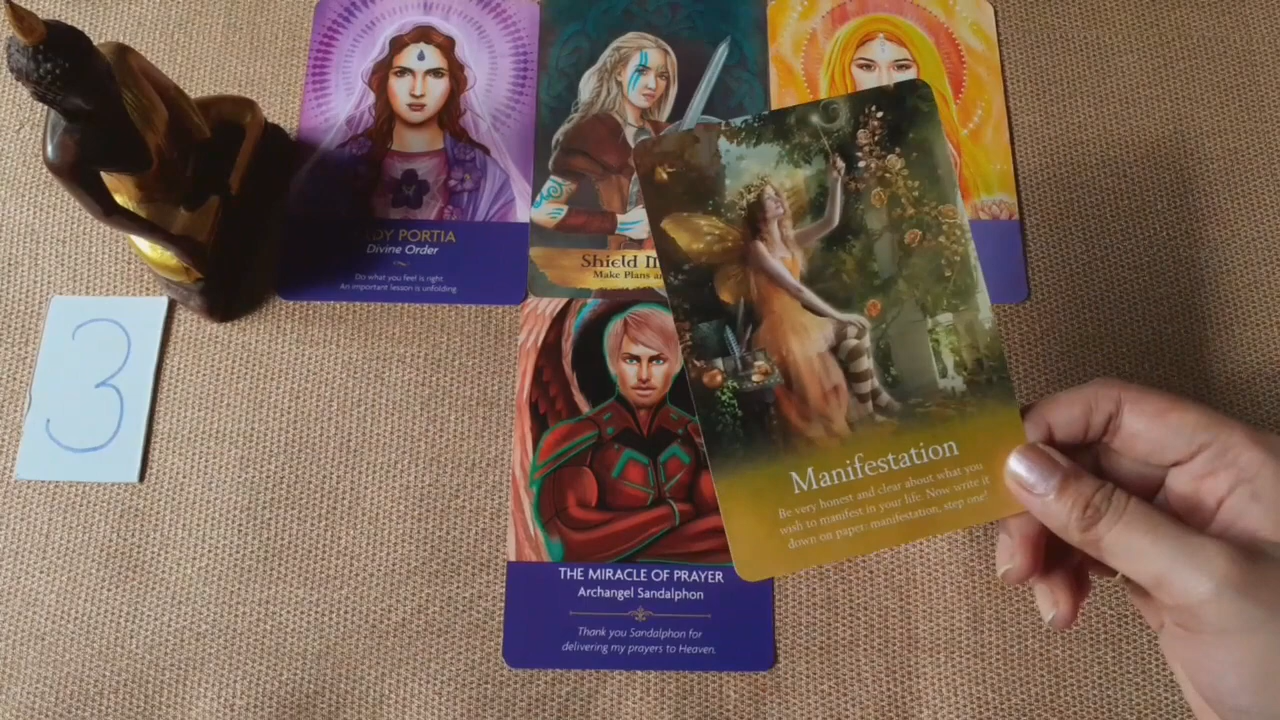 3
DY PORTIA
Divine Order
Do what you feel is right
An important lesson is unfolding
Shield M
Make Plans a
Manifestation
Be very honest and clear about what you
wish to manifest in your life. Now write it
down on paper: manifestation, step one!
THE MIRACLE OF PRAYER
Archangel Sandalphon
Thank you Sandalphon for
delivering my prayers to Heaven.